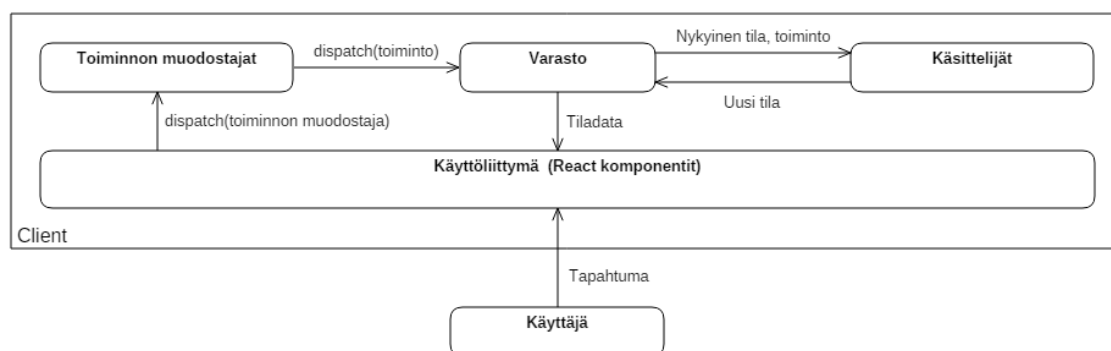 Toiminnon muodostajat
dispatch(toiminto)
Varasto
Nykyinen tila, toiminto
Käsittelijät
Uusi tila
dispatch(toiminnon muodostaja)
Tiladata
Käyttöliittymä (React komponentit)
Client
Tapahtuma
Käyttäjä